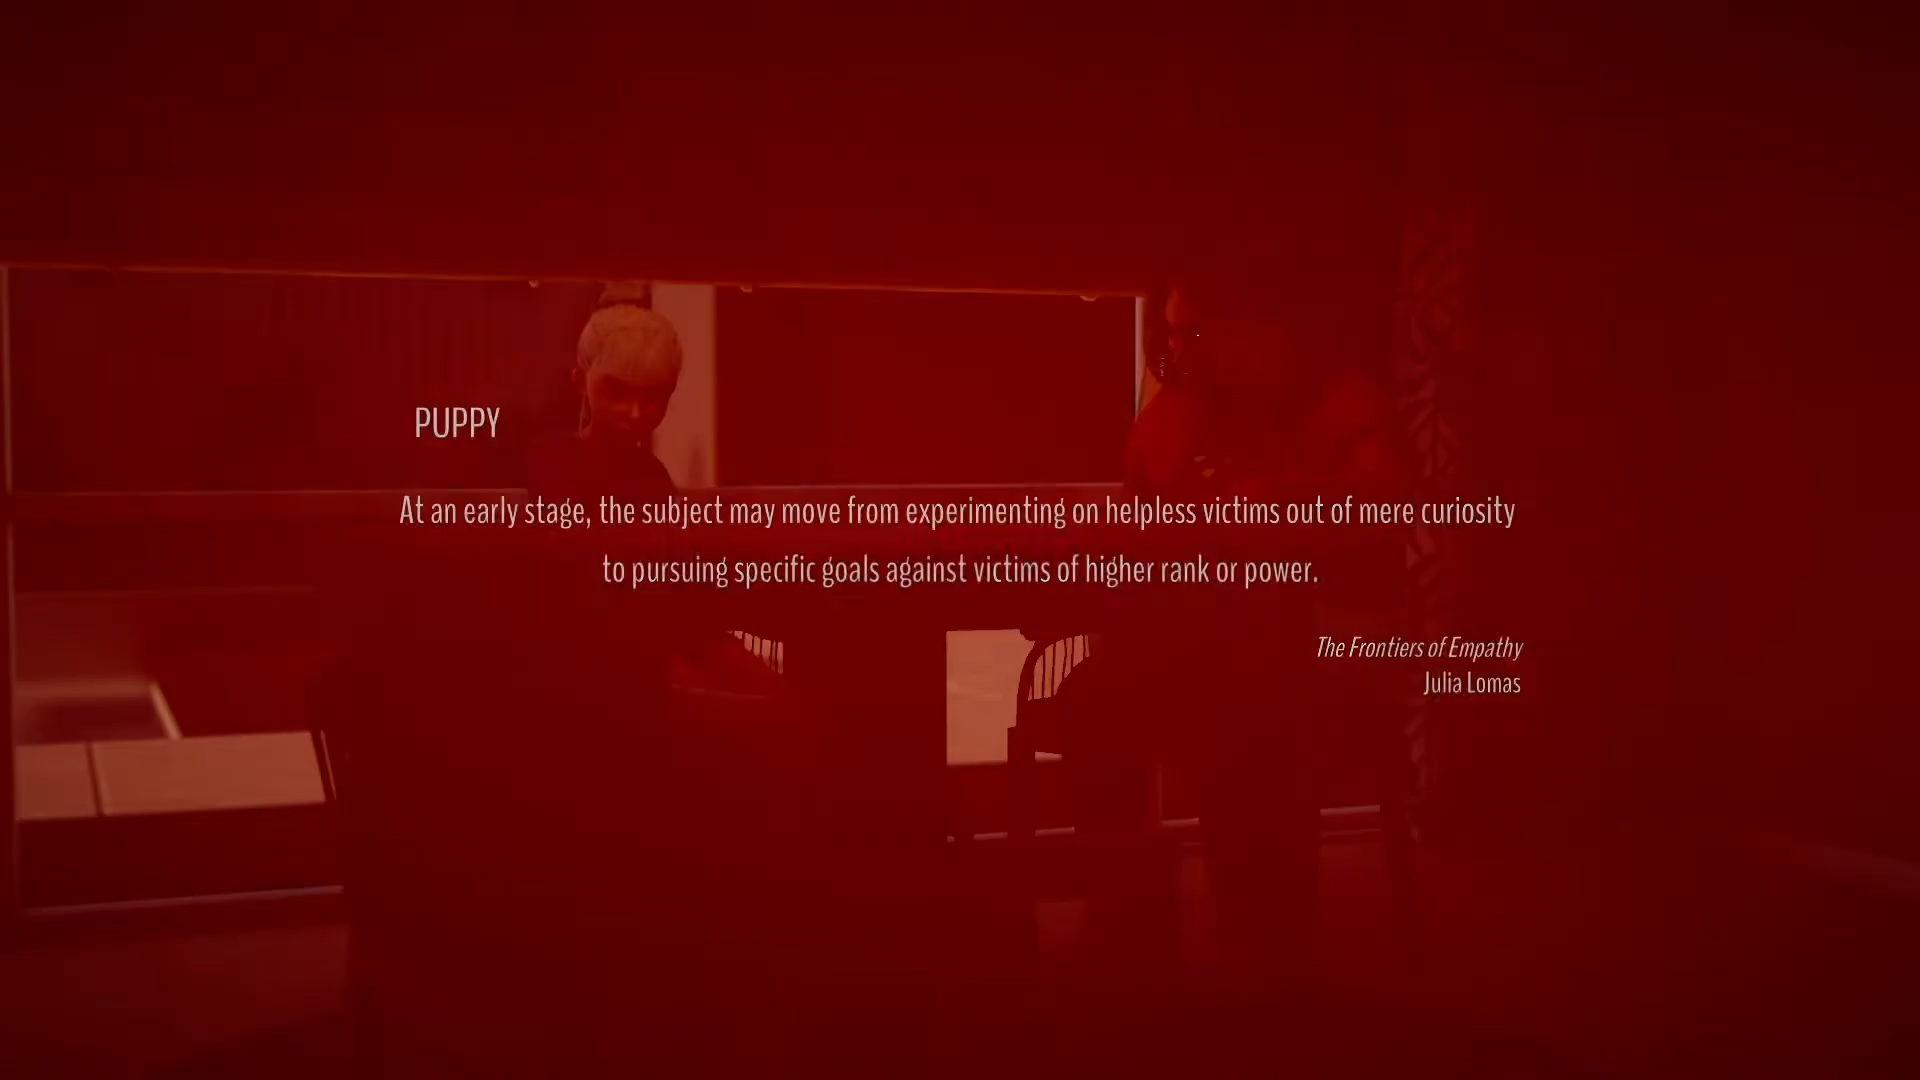 PUPPY
At an early stage, the subject may move from experimenting on helpless victims out of mere curiosity
to pursuing specific goals against victims of higher rank or power.
The Frontiers of Empathy
Julia Lomas